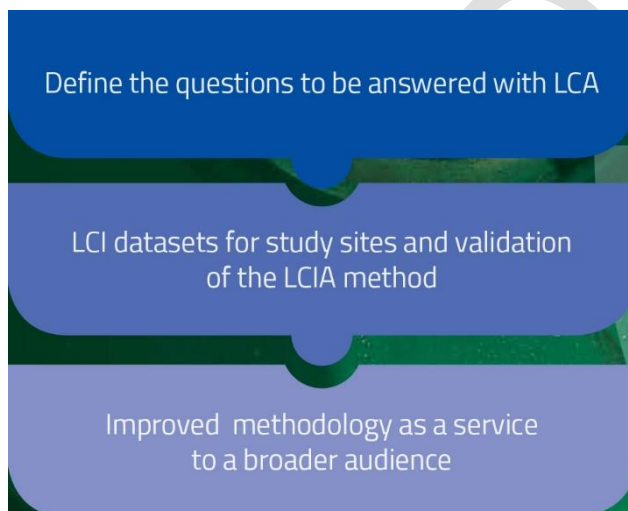 Define the questions to be answered with LCA
LCI datasets for study sites and validation
of the LCIA method
Improved methodology as a service
to a broader audience